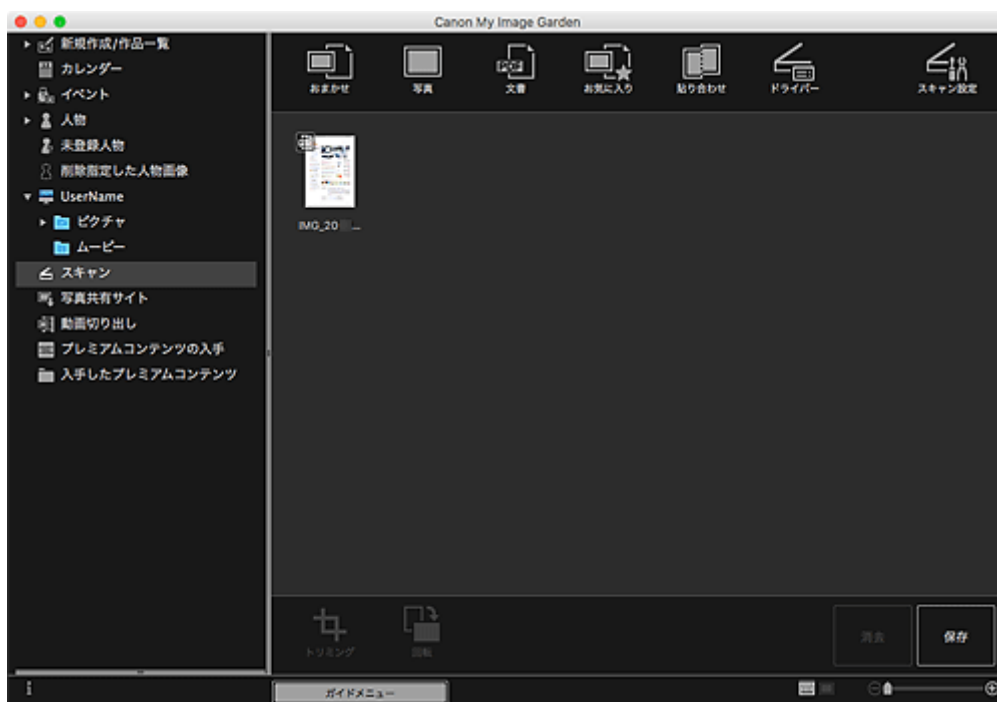 Canon My Image Garden
新規作成/作品一覧
カレンダー
イベント
人物
未登録人物
削除指定した人物画像
UserName
ピクチャ
ムービー
スキャン
写真共有サイト
動画切り出し
プレミアムコンテンツの入手
入手したプレミアムコンテンツ
おまかせ
写真
PDF
文書
お気に入り
貼り合わせ
ドライバー
スキャン設定
IMG_20 ...
トリミング
回転
消去
保存
ガイドメニュー